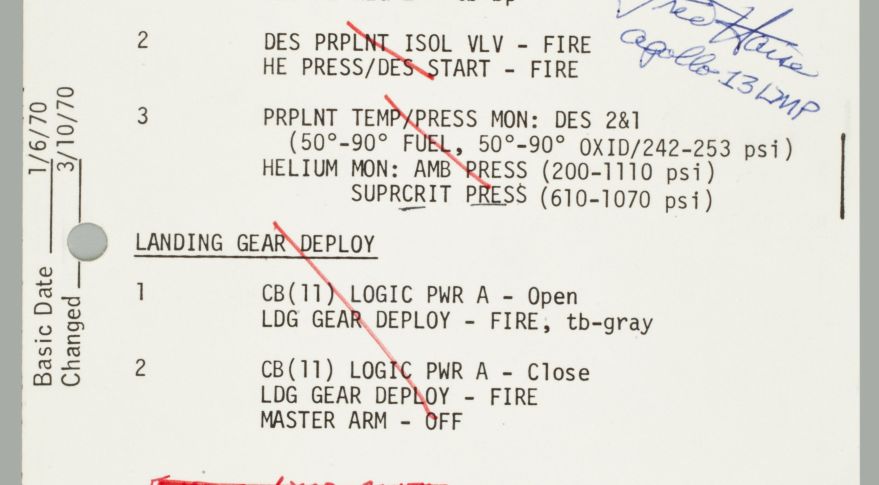 Fred Haise
apollo 13 LMP
2 DES PRPLNT ISOL VLV - FIRE
HE PRESS/DES START - FIRE
3 PRPLNT TEMP/PRESS MON: DES 2&1
(50°-90° FUEL, 50°-90° OXID/242-253 psi)
HELIUM MON: AMB PRESS (200-1110 psi)
SUPRCRIT PRESS (610-1070 psi)
LANDING GEAR DEPLOY
1 CB(11) LOGIC PWR A - Open
LDG GEAR DEPLOY - FIRE, tb-gray
2 CB(11) LOGIC PWR A - Close
LDG GEAR DEPLOY - FIRE
MASTER ARM - OFF
Basic Date 1/6/70
Changed 3/10/70